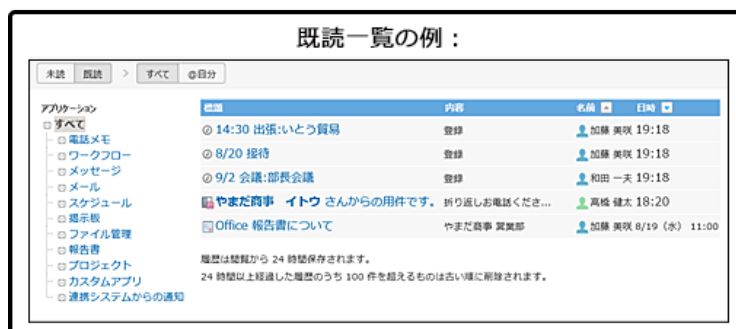 既読一覧の例：
未読 既読 > すべて @自分
アプリケーション
すべて
電話メモ
ワークフロー
メッセージ
メール
スケジュール
掲示板
ファイル管理
報告書
プロジェクト
カスタムアプリ
連携システムからの通知
標題 内容 名前 日時
14:30 出張:いとう貿易 登録 加藤 美咲 19:18
8/20 接待 登録 加藤 美咲 19:18
9/2 会議:部長会議 登録 和田 一夫 19:18
やまだ商事 イトウ さんからの用件です。 折り返しお電話くださ... 高橋 健太 18:20
Office 報告書について やまだ商事 営業部 加藤 美咲 8/19（水） 11:00
履歴は閲覧から 24 時間保存されます。
24 時間以上経過した履歴のうち 100 件を超えるものは古い順に削除されます。